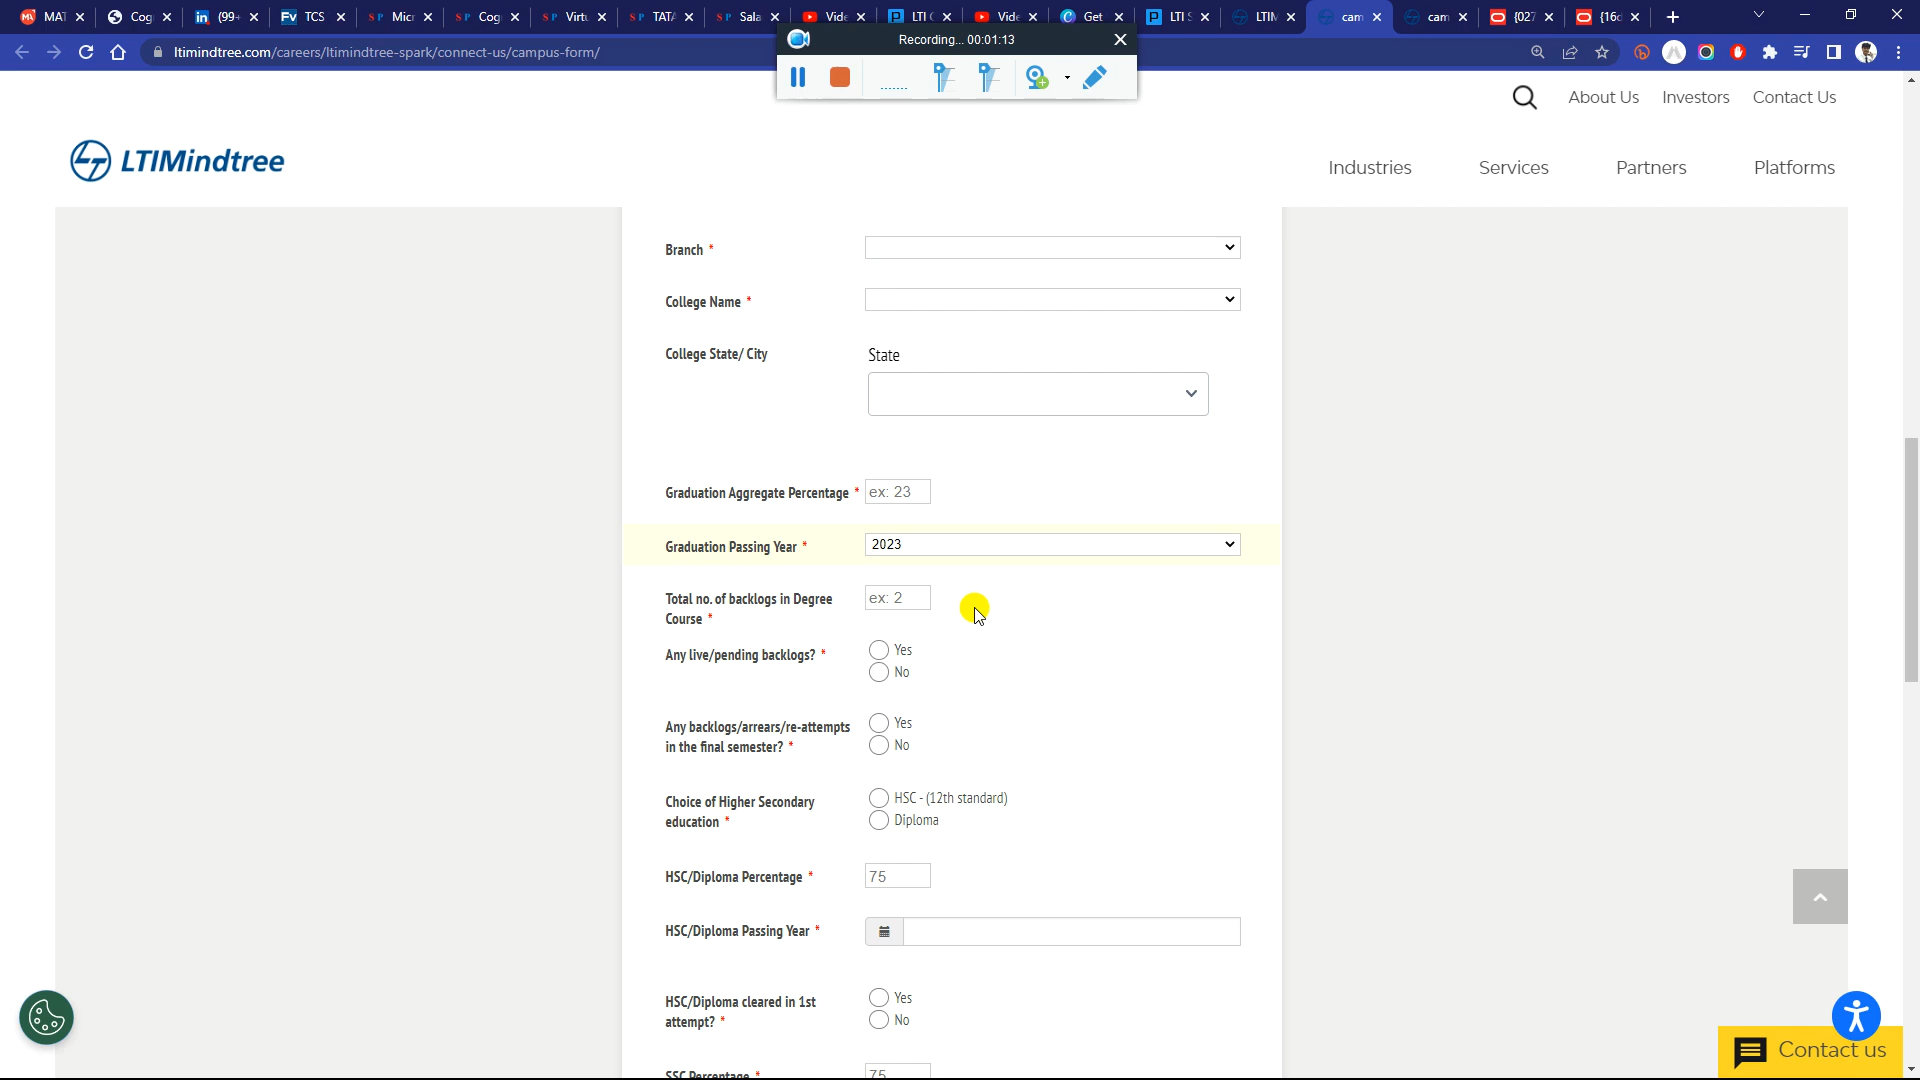 MAT
Cog
(99+
TCS
Mic
Cog
Virt
TATA
Sala
Vide
LTI
Vide
Get
LTI S
LTIM
cam
cam
{027
{16c
ltimindtree.com/careers/ltimindtree-spark/connect-us/campus-form/
Recording... 00:01:13
About Us Investors Contact Us
LTIMindtree
Industries Services Partners Platforms
Branch *
College Name *
College State/ City State
Graduation Aggregate Percentage * ex: 23
Graduation Passing Year * 2023
Total no. of backlogs in Degree
Course *
ex: 2
Any live/pending backlogs? *
Yes
No
Any backlogs/arrears/re-attempts
in the final semester? *
Yes
No
Choice of Higher Secondary
education *
HSC - (12th standard)
Diploma
HSC/Diploma Percentage * 75
HSC/Diploma Passing Year *
HSC/Diploma cleared in 1st
attempt? *
Yes
No
SSC Percentage * 75
Contact us